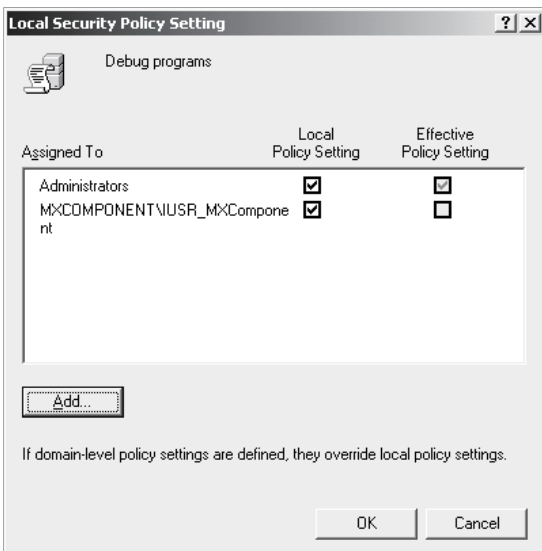 Local Security Policy Setting
Debug programs
Local Effective
Assigned To Policy Setting Policy Setting
Administrators
MXCOMPONENT\IUSR_MXCompone
nt
Add...
If domain-level policy settings are defined, they override local policy settings.
OK Cancel